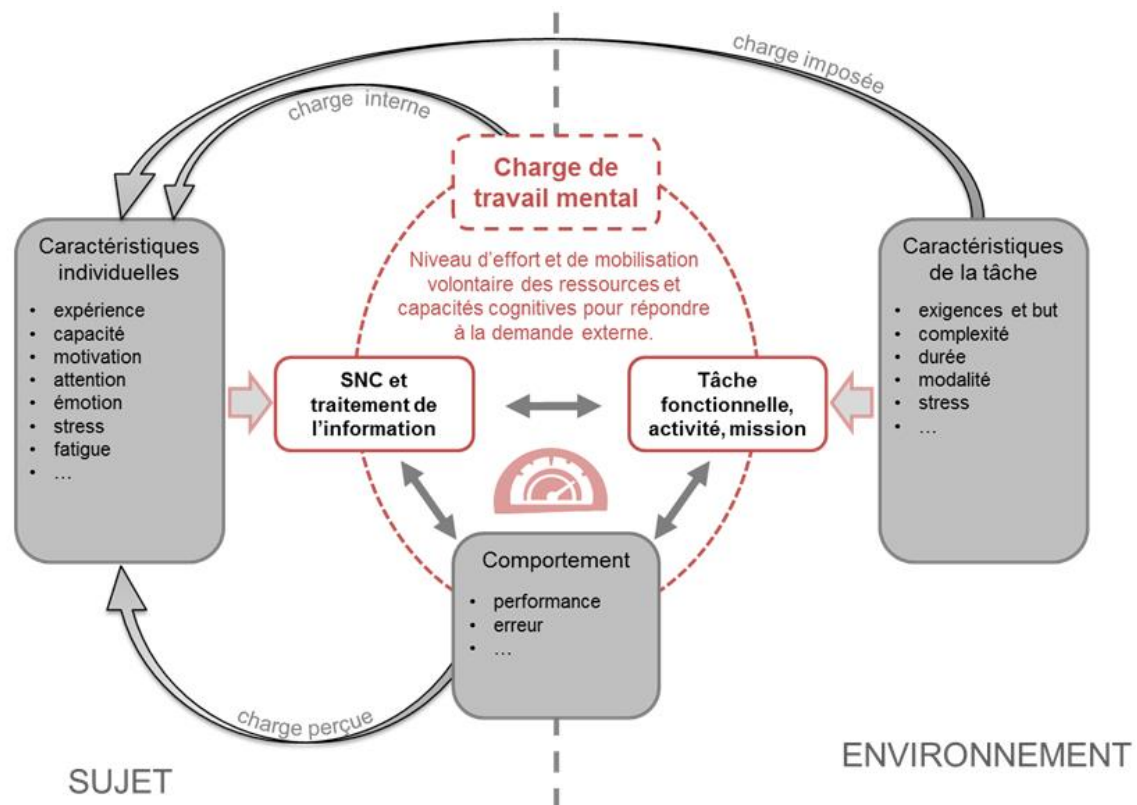 charge imposée
charge interne
Charge de
travail mental
Niveau d'effort et de mobilisation
volontaire des ressources et
capacités cognitives pour répondre
à la demande externe.
Caractéristiques
individuelles
• expérience
• capacité
• motivation
• attention
• émotion
• stress
• fatigue
• …
SNC et
traitement de
l'information
Tâche
fonctionnelle,
activité, mission
Caractéristiques
de la tâche
• exigences et but
• complexité
• durée
• modalité
• stress
• …
Comportement
• performance
• erreur
• …
charge perçue
SUJET
ENVIRONNEMENT